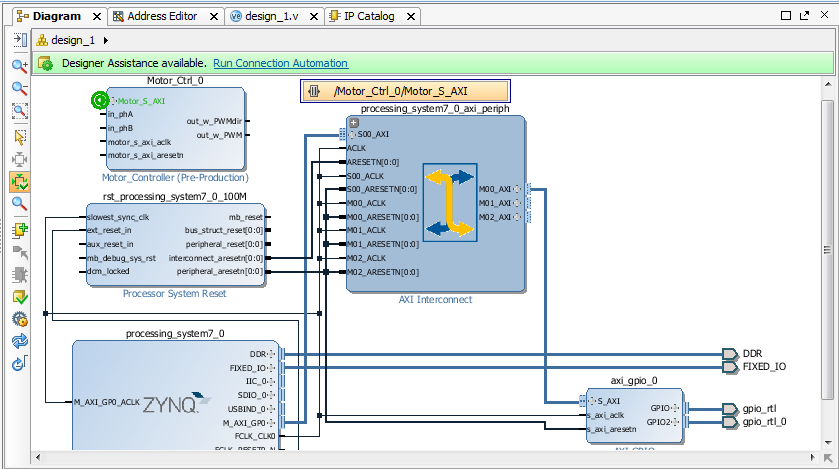 Diagram
Address Editor
design_1.v
IP Catalog
design_1
Designer Assistance available. Run Connection Automation
Motor_Ctrl_0
Motor_S_AXI
in_phA
in_phB
motor_s_axi_aclk
motor_s_axi_aresetn
out_w_PWMdir
out_w_PWM
Motor_Controller (Pre-Production)
/Motor_Ctrl_0/Motor_S_AXI
processing_system7_0_axi_periph
S00_AXI
ACLK
ARESETN[0:0]
S00_ACLK
S00_ARESETN[0:0]
M00_ACLK
M00_ARESETN[0:0]
M01_ACLK
M01_ARESETN[0:0]
M02_ACLK
M02_ARESETN[0:0]
M00_AXI
M01_AXI
M02_AXI
AXI Interconnect
rst_processing_system7_0_100M
slowest_sync_clk
ext_reset_in
aux_reset_in
mb_debug_sys_rst
dcm_locked
mb_reset
bus_struct_reset[0:0]
peripheral_reset[0:0]
interconnect_aresetn[0:0]
peripheral_aresetn[0:0]
Processor System Reset
processing_system7_0
M_AXI_GP0_ACLK
ZYNQ
DDR
FIXED_IO
IIC_0
SDIO_0
USBIND_0
M_AXI_GP0
FCLK_CLK0
FCLK_RESET0_N
DDR
FIXED_IO
axi_gpio_0
S_AXI
s_axi_aclk
s_axi_aresetn
GPIO
GPIO2
gpio_rtl
gpio_rtl_0
AXI GPIO